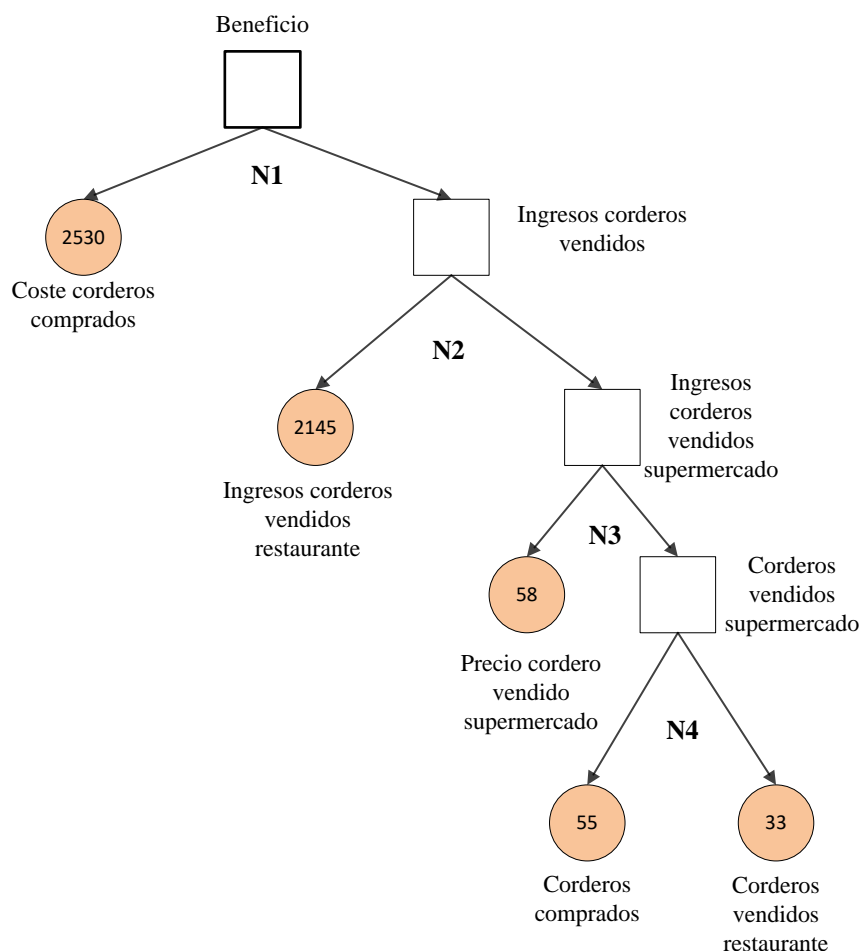 Beneficio
N1
2530
Coste corderos
comprados
Ingresos corderos
vendidos
N2
2145
Ingresos corderos
vendidos
restaurante
Ingresos
corderos
vendidos
supermercado
N3
58
Precio cordero
vendido
supermercado
Corderos
vendidos
supermercado
N4
55
Corderos
comprados
33
Corderos
vendidos
restaurante